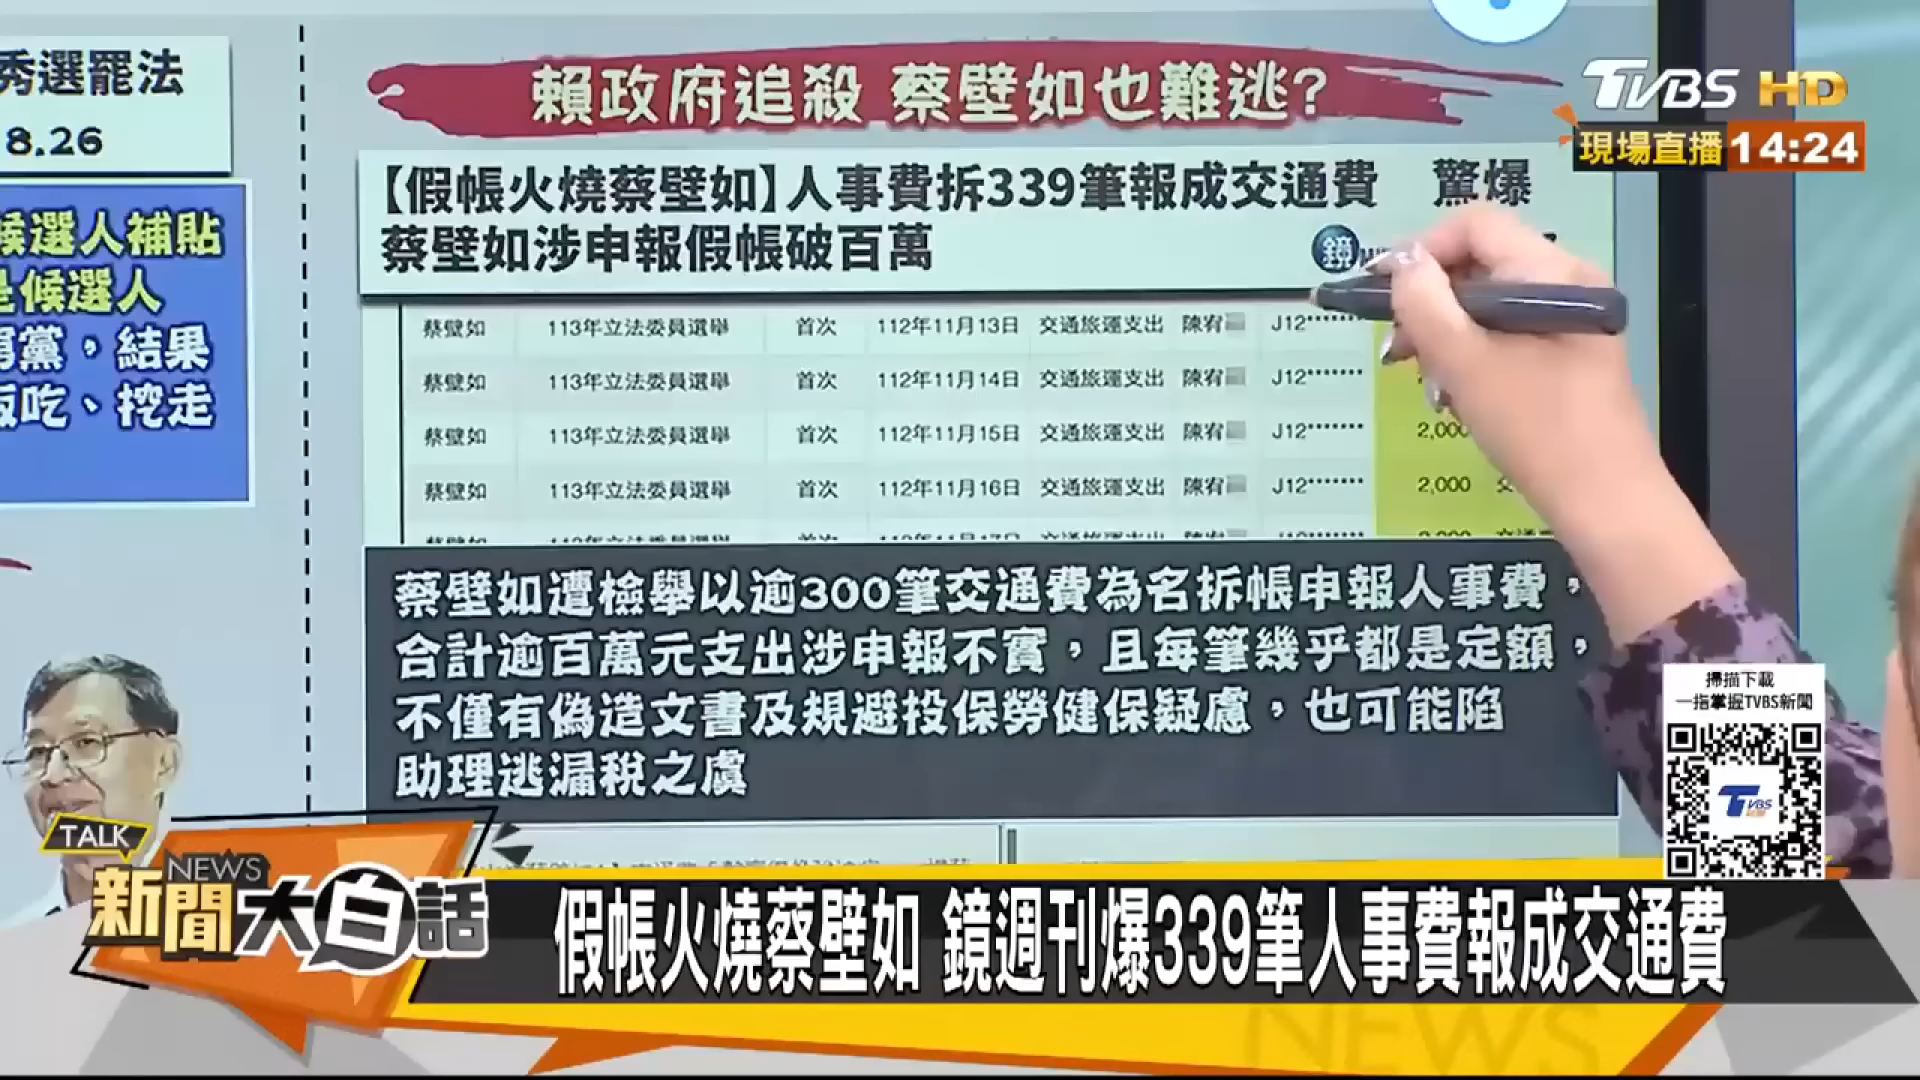 秀選罷法
8.26
候選人補貼
是候選人
男黨，結果
飯吃、挖走
賴政府追殺 蔡壁如也難逃?
TVBS HD
現場直播 14:24
【假帳火燒蔡壁如】人事費拆339筆報成交通費 驚爆
蔡壁如涉申報假帳破百萬
鏡
蔡壁如 113年立法委員選舉 首次 112年11月13日 交通旅運支出 陳宥 J12*******
蔡壁如 113年立法委員選舉 首次 112年11月14日 交通旅運支出 陳宥 J12*******
蔡壁如 113年立法委員選舉 首次 112年11月15日 交通旅運支出 陳宥 J12******* 2,000
蔡壁如 113年立法委員選舉 首次 112年11月16日 交通旅運支出 陳宥 J12******* 2,000
蔡壁如遭檢舉以逾300筆交通費為名拆帳申報人事費，
合計逾百萬元支出涉申報不實，且每筆幾乎都是定額，
不僅有偽造文書及規避投保勞健保疑慮，也可能陷
助理逃漏稅之虞
掃描下載
一指掌握TVBS新聞
TVBS
TALK
NEWS
新聞大白話
假帳火燒蔡壁如 鏡週刊爆339筆人事費報成交通費
NEWS